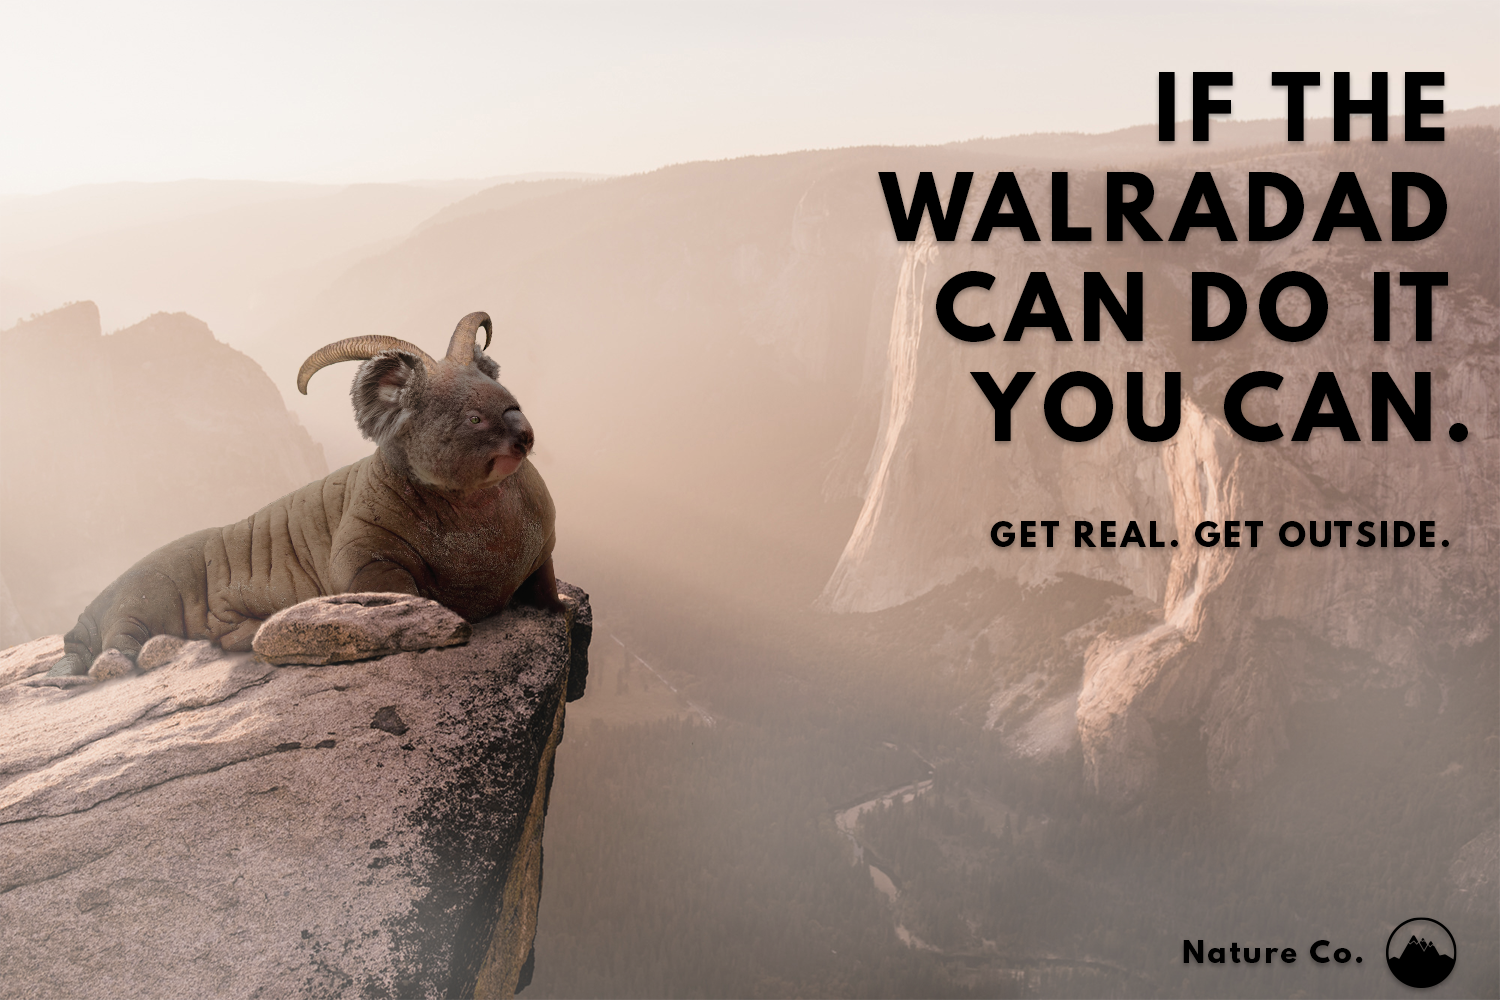 IF THE
WALRADAD
CAN DO IT
YOU CAN.
GET REAL. GET OUTSIDE.
Nature Co.